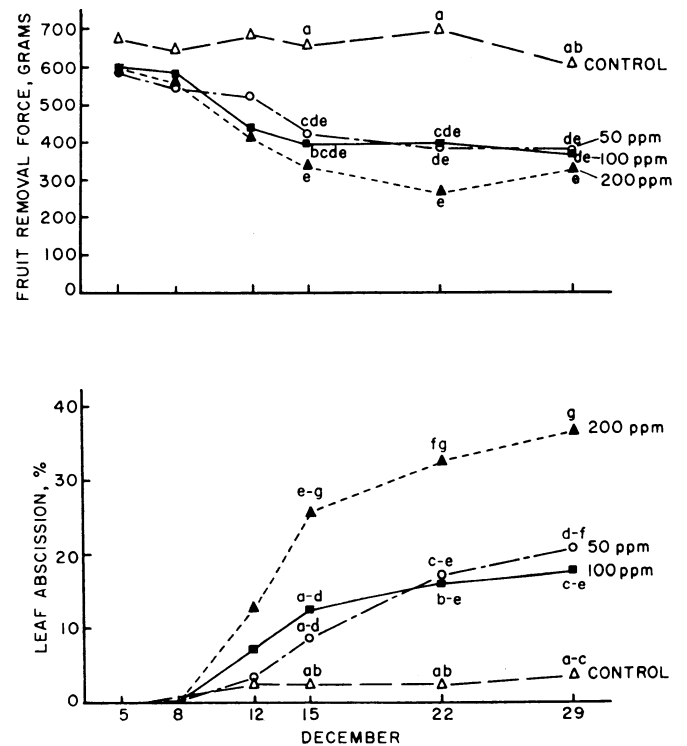 FRUIT REMOVAL FORCE, GRAMS
700
600
500
400
300
200
100
0
a
a
ab
CONTROL
cde
cde
de
50 ppm
bcde
de
de
100 ppm
e
e
e
200 ppm
LEAF ABSCISSION, %
40
30
20
10
0
g
200 ppm
fg
e-g
d-f
50 ppm
c-e
100 ppm
a-d
b-e
c-e
a-d
ab
ab
a-c
CONTROL
5 8 12 15 22 29
DECEMBER